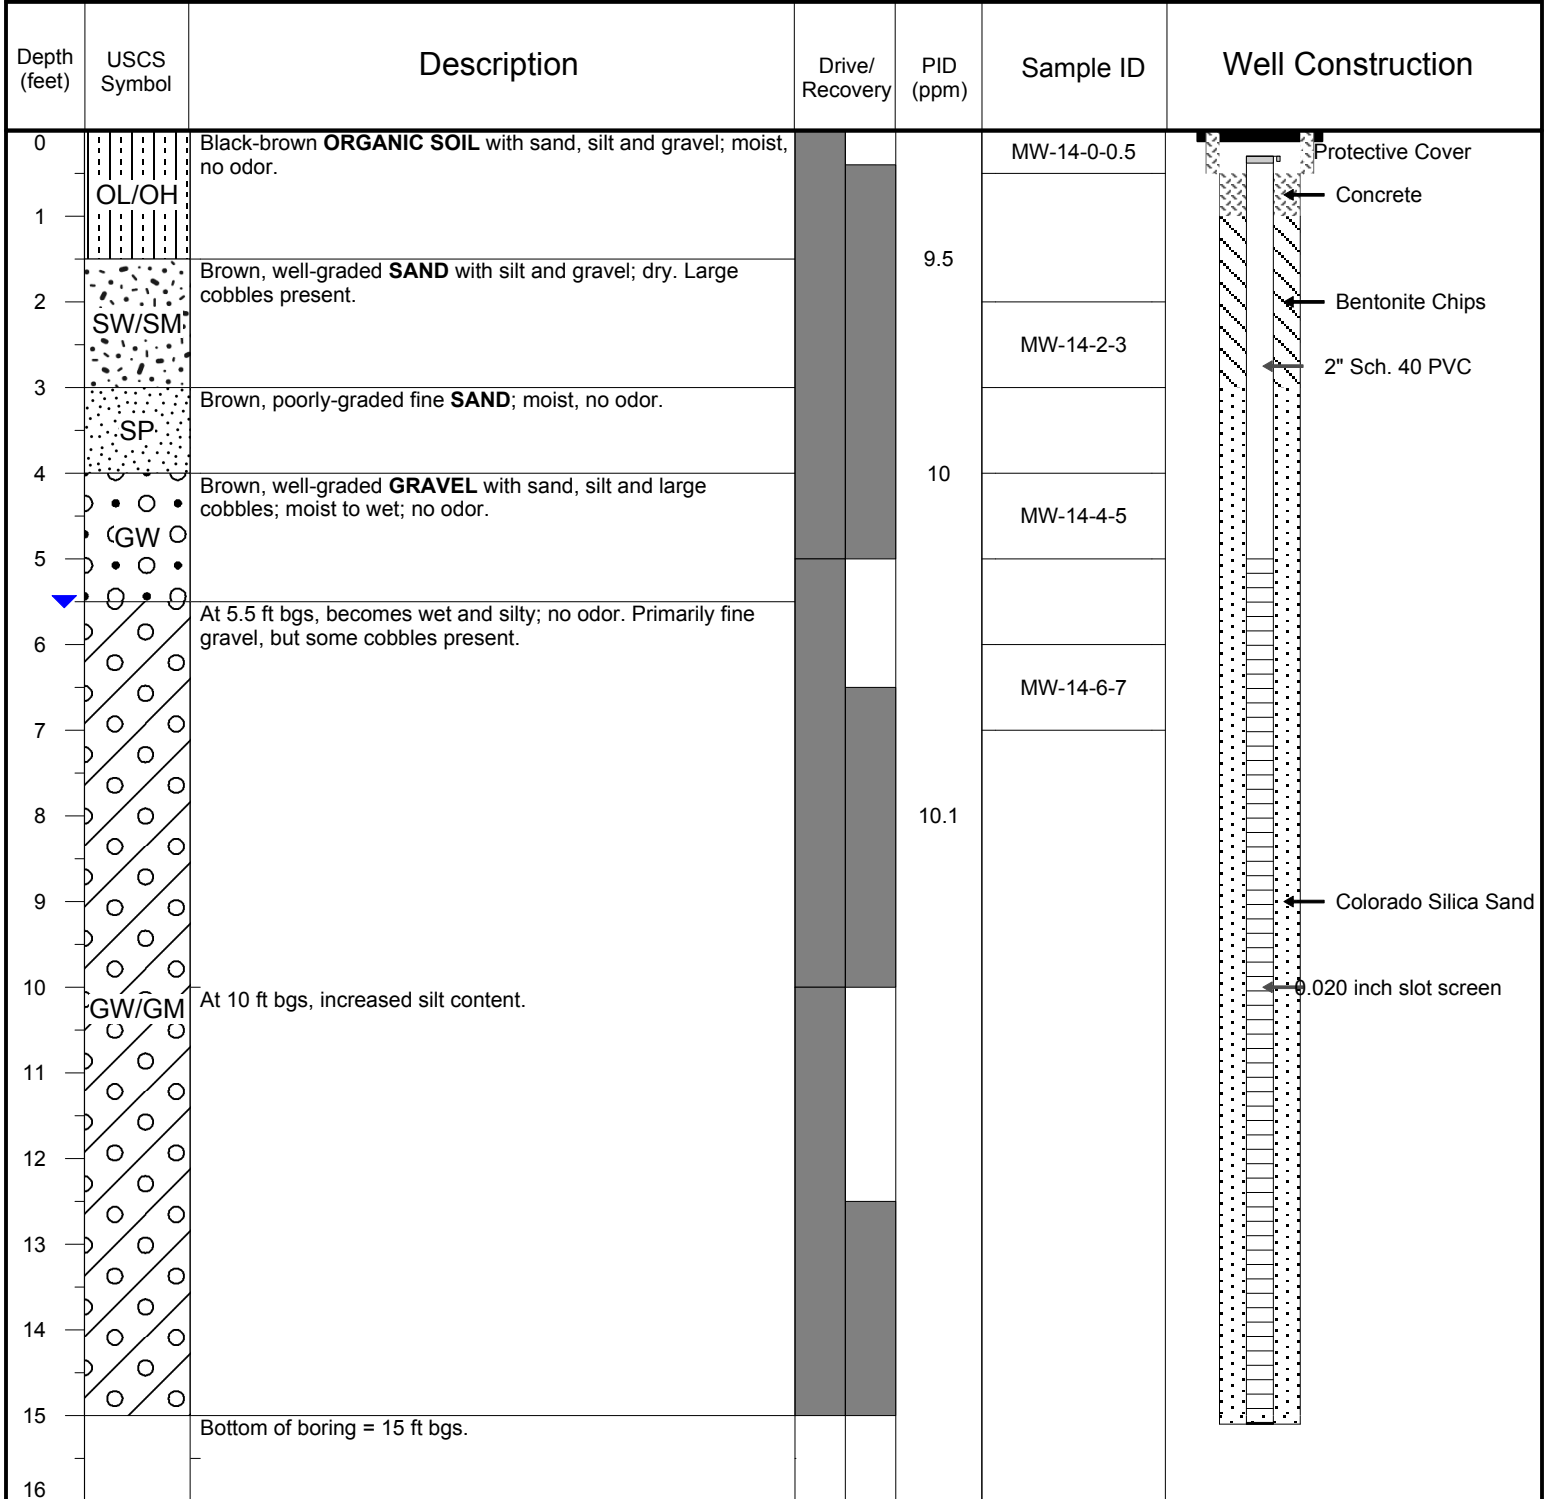 Depth
(feet)
USCS
Symbol
Description
Drive/
Recovery
PID
(ppm)
Sample ID
Well Construction
0
Black-brown ORGANIC SOIL with sand, silt and gravel; moist,
no odor.
MW-14-0-0.5
Protective Cover
OL/OH
Concrete
1
9.5
Brown, well-graded SAND with silt and gravel; dry. Large
cobbles present.
2
Bentonite Chips
SW/SM
MW-14-2-3
2" Sch. 40 PVC
3
Brown, poorly-graded fine SAND; moist, no odor.
SP
4
10
Brown, well-graded GRAVEL with sand, silt and large
cobbles; moist to wet; no odor.
MW-14-4-5
GW
5
At 5.5 ft bgs, becomes wet and silty; no odor. Primarily fine
gravel, but some cobbles present.
6
MW-14-6-7
7
8
10.1
9
Colorado Silica Sand
10
At 10 ft bgs, increased silt content.
0.020 inch slot screen
GW/GM
11
12
13
14
15
Bottom of boring = 15 ft bgs.
16